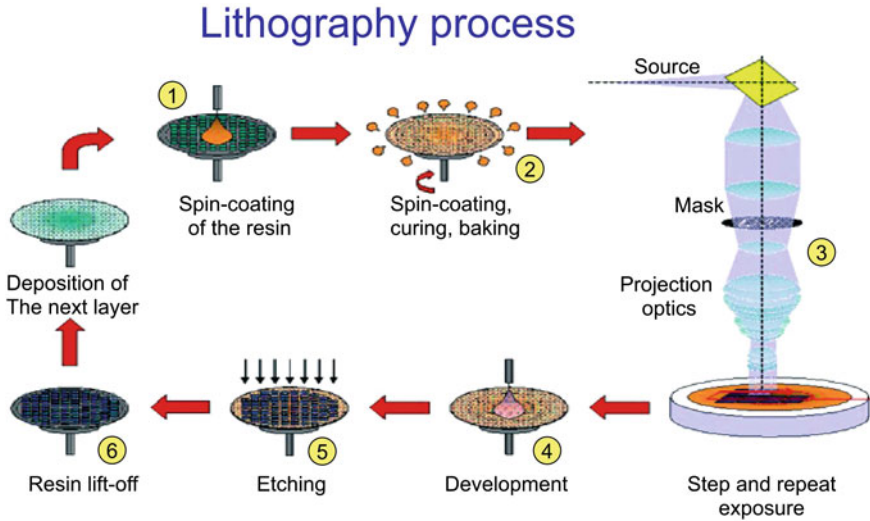 Lithography process
1
Spin-coating
of the resin
2
Spin-coating,
curing, baking
Source
Mask
3
Projection
optics
Step and repeat
exposure
4
Development
5
Etching
6
Resin lift-off
Deposition of
The next layer